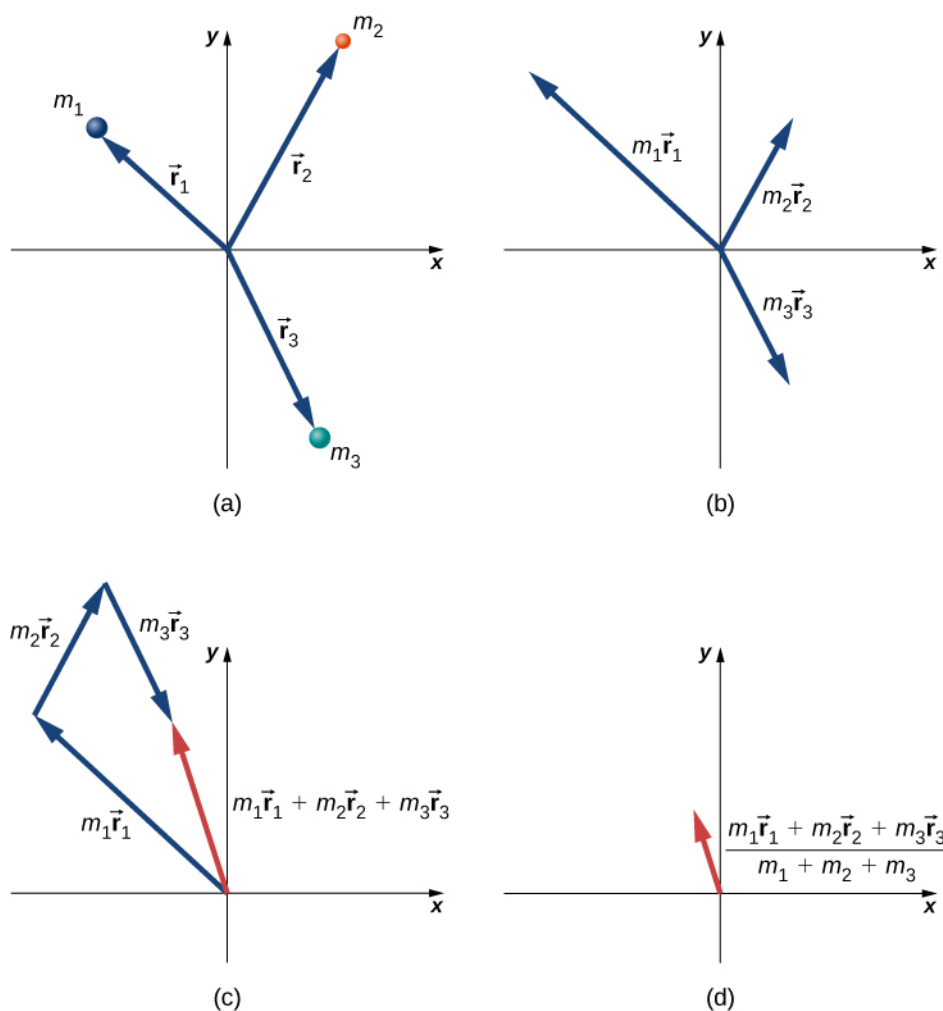 y
m₂
m₁
r⃗₁
r⃗₂
x
r⃗₃
m₃
(a)
y
m₁r⃗₁
m₂r⃗₂
x
m₃r⃗₃
(b)
m₂r⃗₂
m₃r⃗₃
y
m₁r⃗₁ + m₂r⃗₂ + m₃r⃗₃
m₁r⃗₁
x
(c)
y
m₁r⃗₁ + m₂r⃗₂ + m₃r⃗₃
m₁ + m₂ + m₃
x
(d)